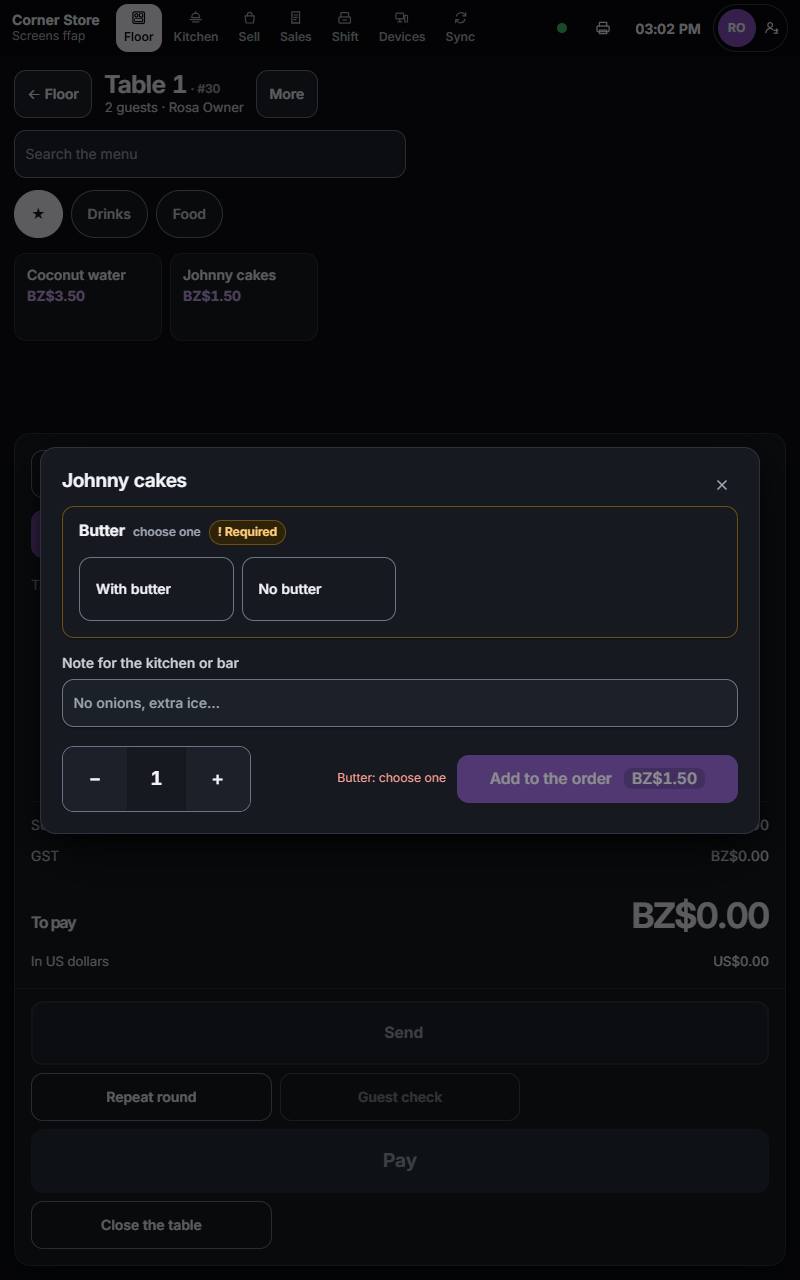 Corner Store
Screens ffap
Floor
Kitchen
Sell
Sales
Shift
Devices
Sync
03:02 PM
RO
← Floor
Table 1 · #30
2 guests · Rosa Owner
More
Search the menu
★
Drinks
Food
Coconut water
BZ$3.50
Johnny cakes
BZ$1.50
Johnny cakes
×
Butter choose one ! Required
With butter
No butter
Note for the kitchen or bar
No onions, extra ice...
− 1 +
Butter: choose one
Add to the order BZ$1.50
GST BZ$0.00
To pay BZ$0.00
In US dollars US$0.00
Send
Repeat round
Guest check
Pay
Close the table